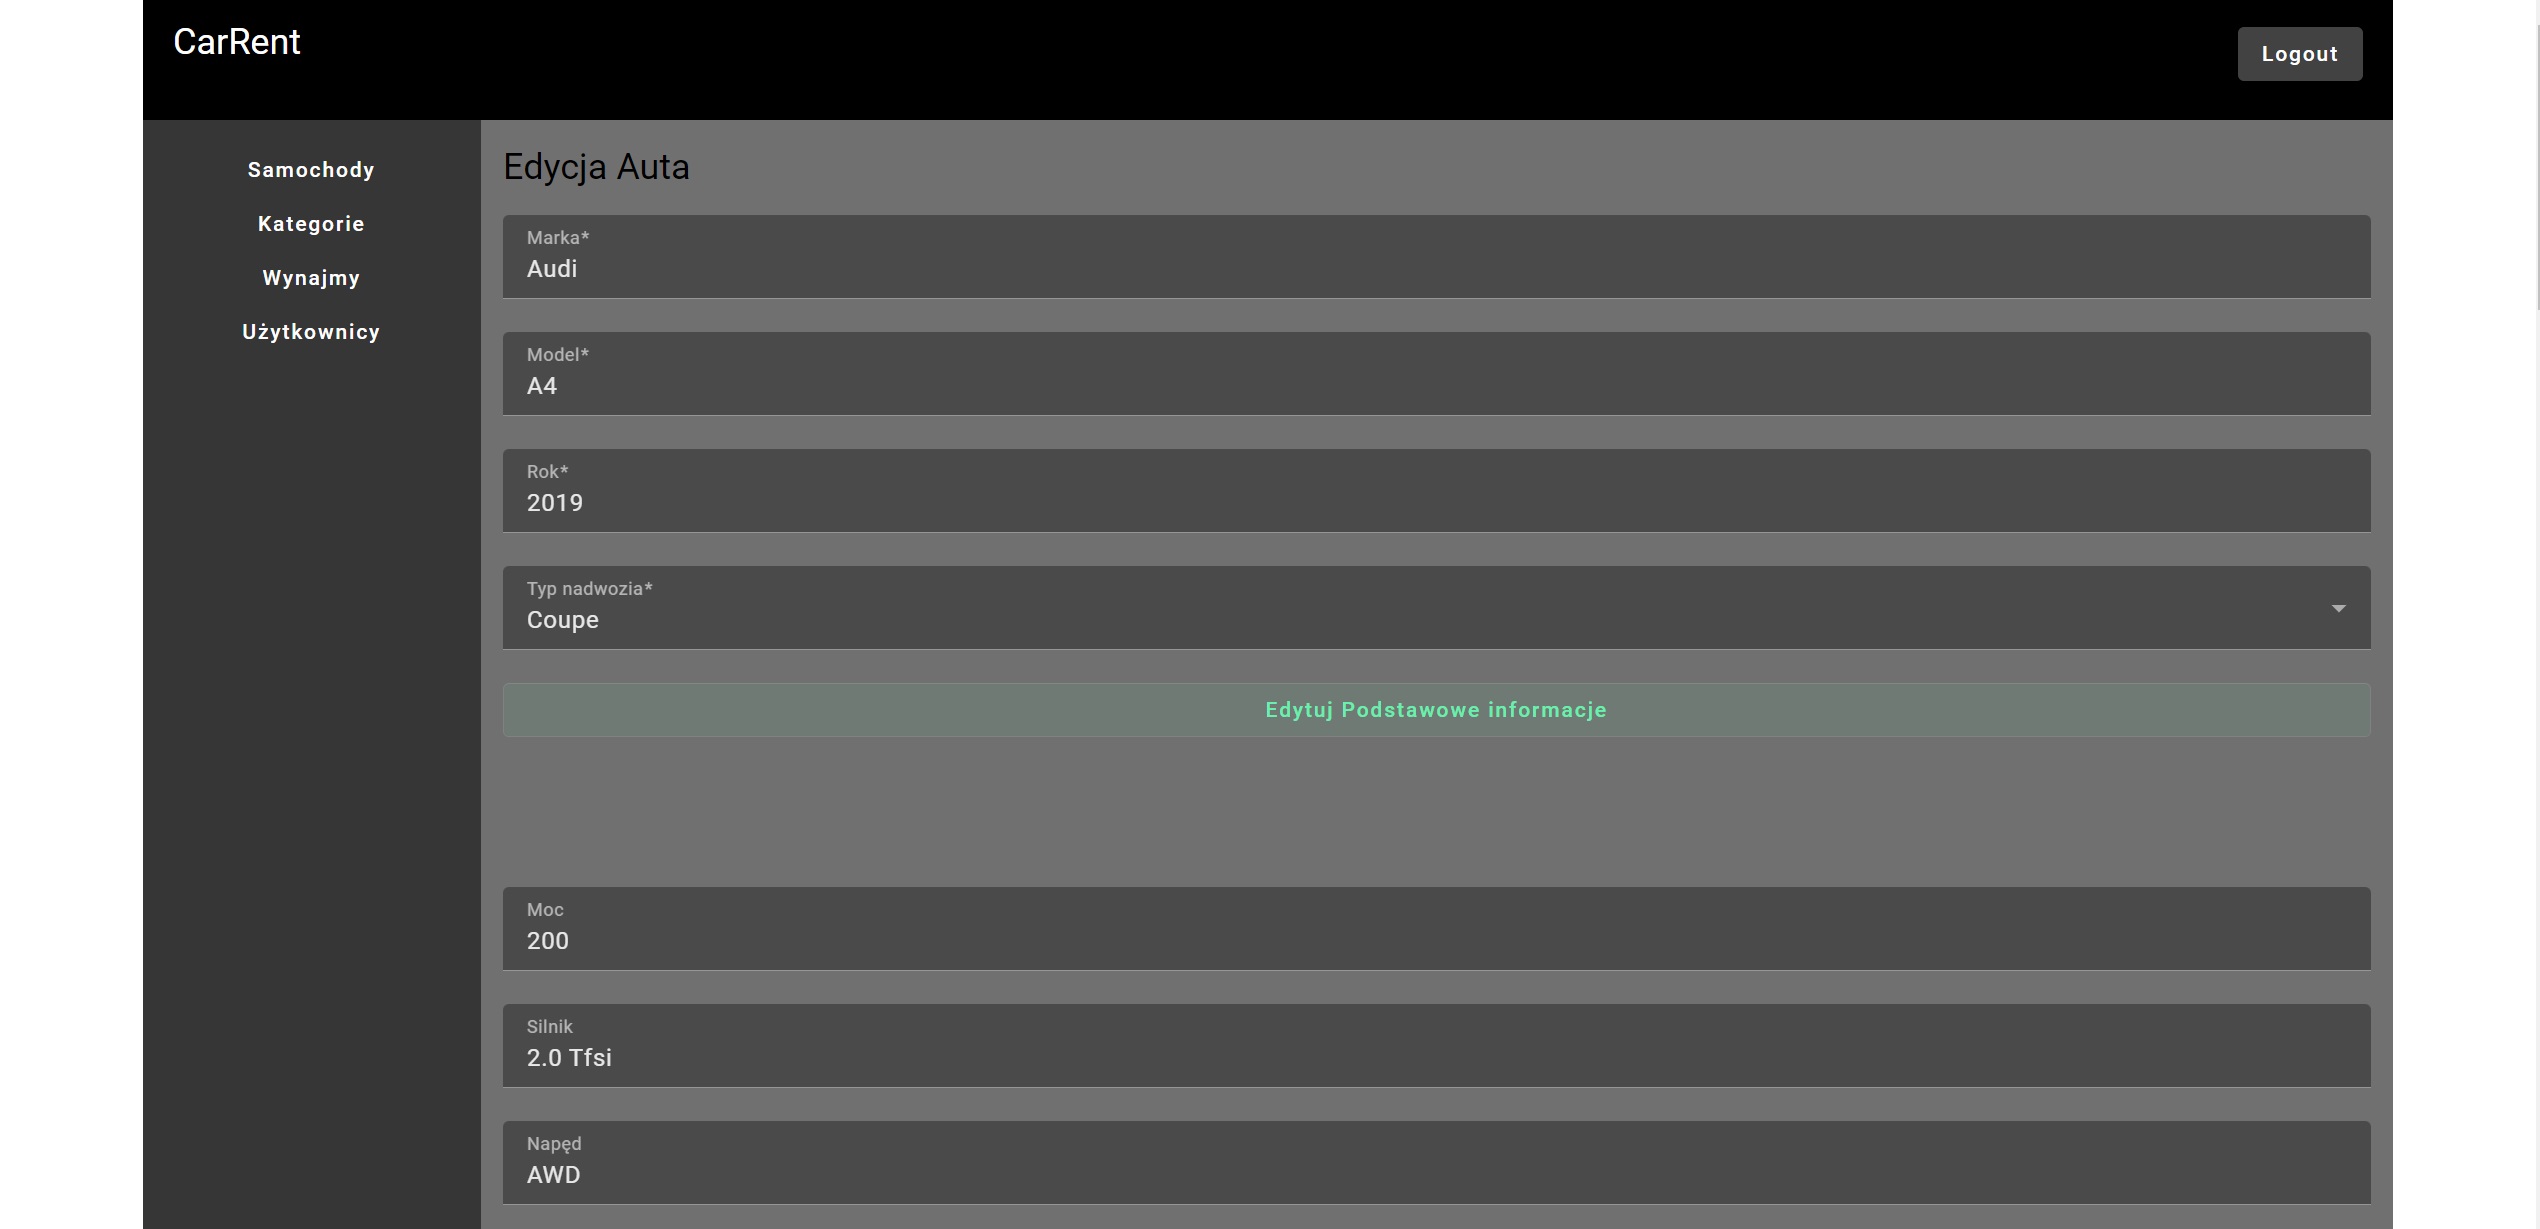 CarRent
Logout
Samochody
Kategorie
Wynajmy
Użytkownicy
Edycja Auta
Marka*
Audi
Model*
A4
Rok*
2019
Typ nadwozia*
Coupe
Edytuj Podstawowe informacje
Moc
200
Silnik
2.0 Tfsi
Napęd
AWD